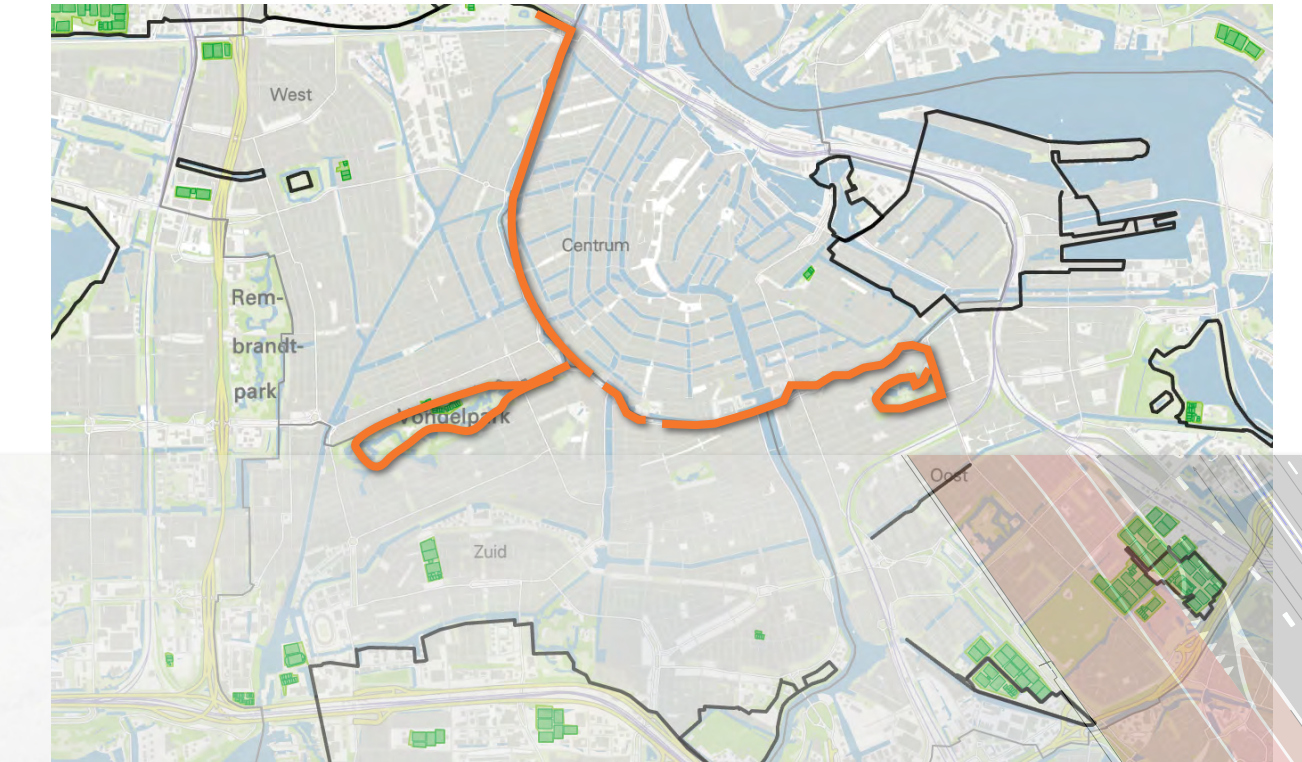 West
Centrum
Rem-
brandt-
park
Vondelpark
Oost
Zuid